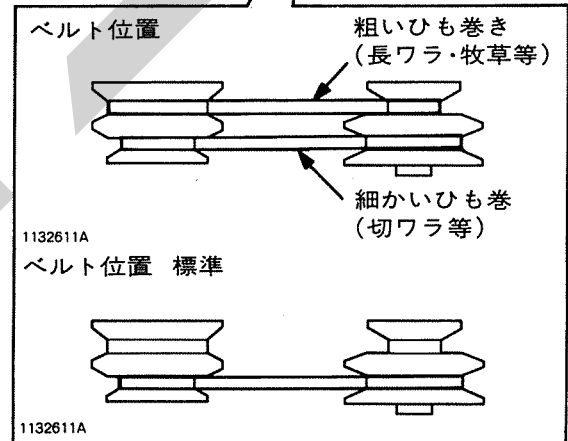 ベルト位置
粗いひも巻き
(長ワラ・牧草等)
細かいひも巻
(切ワラ等)
1132611A
ベルト位置 標準
1132611A